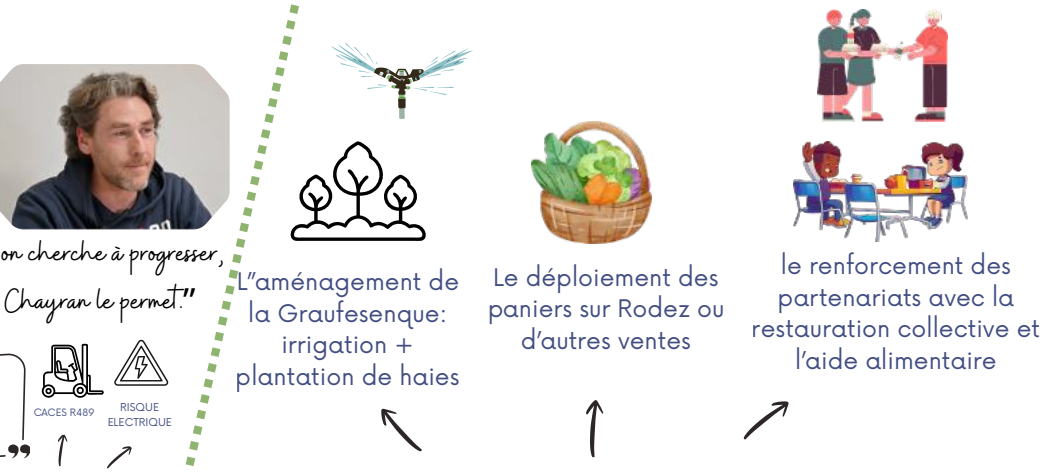 on cherche à progresser,
Chayran le permet."
CACES R489
RISQUE
ELECTRIQUE
"
L"aménagement de
la Graufesenque:
irrigation +
plantation de haies
Le déploiement des
paniers sur Rodez ou
d'autres ventes
le renforcement des
partenariats avec la
restauration collective et
l'aide alimentaire